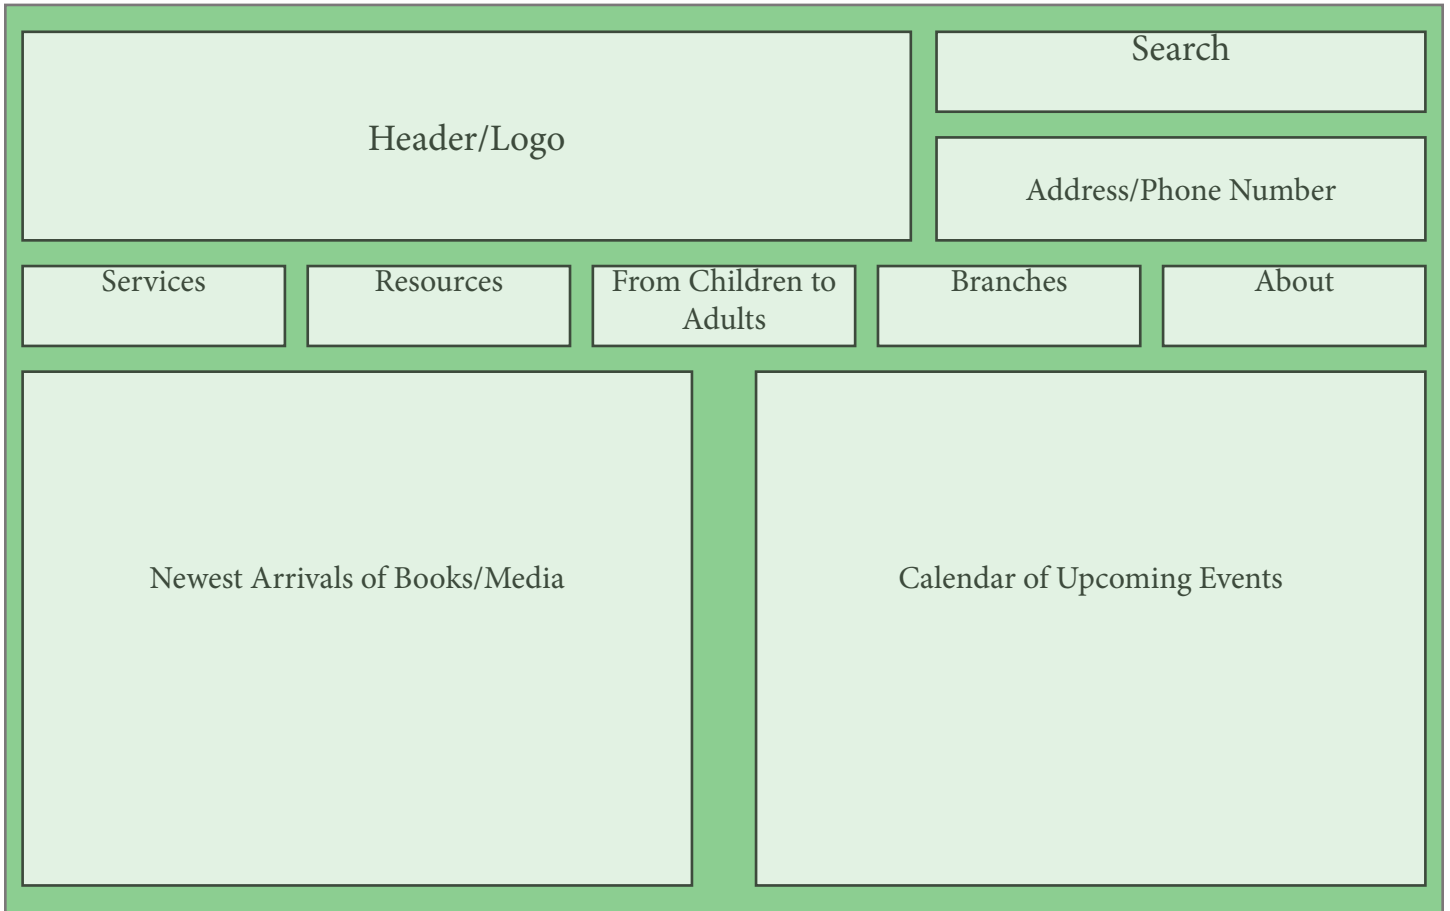 Header/Logo
Search
Address/Phone Number
Services
Resources
From Children to
Adults
Branches
About
Newest Arrivals of Books/Media
Calendar of Upcoming Events